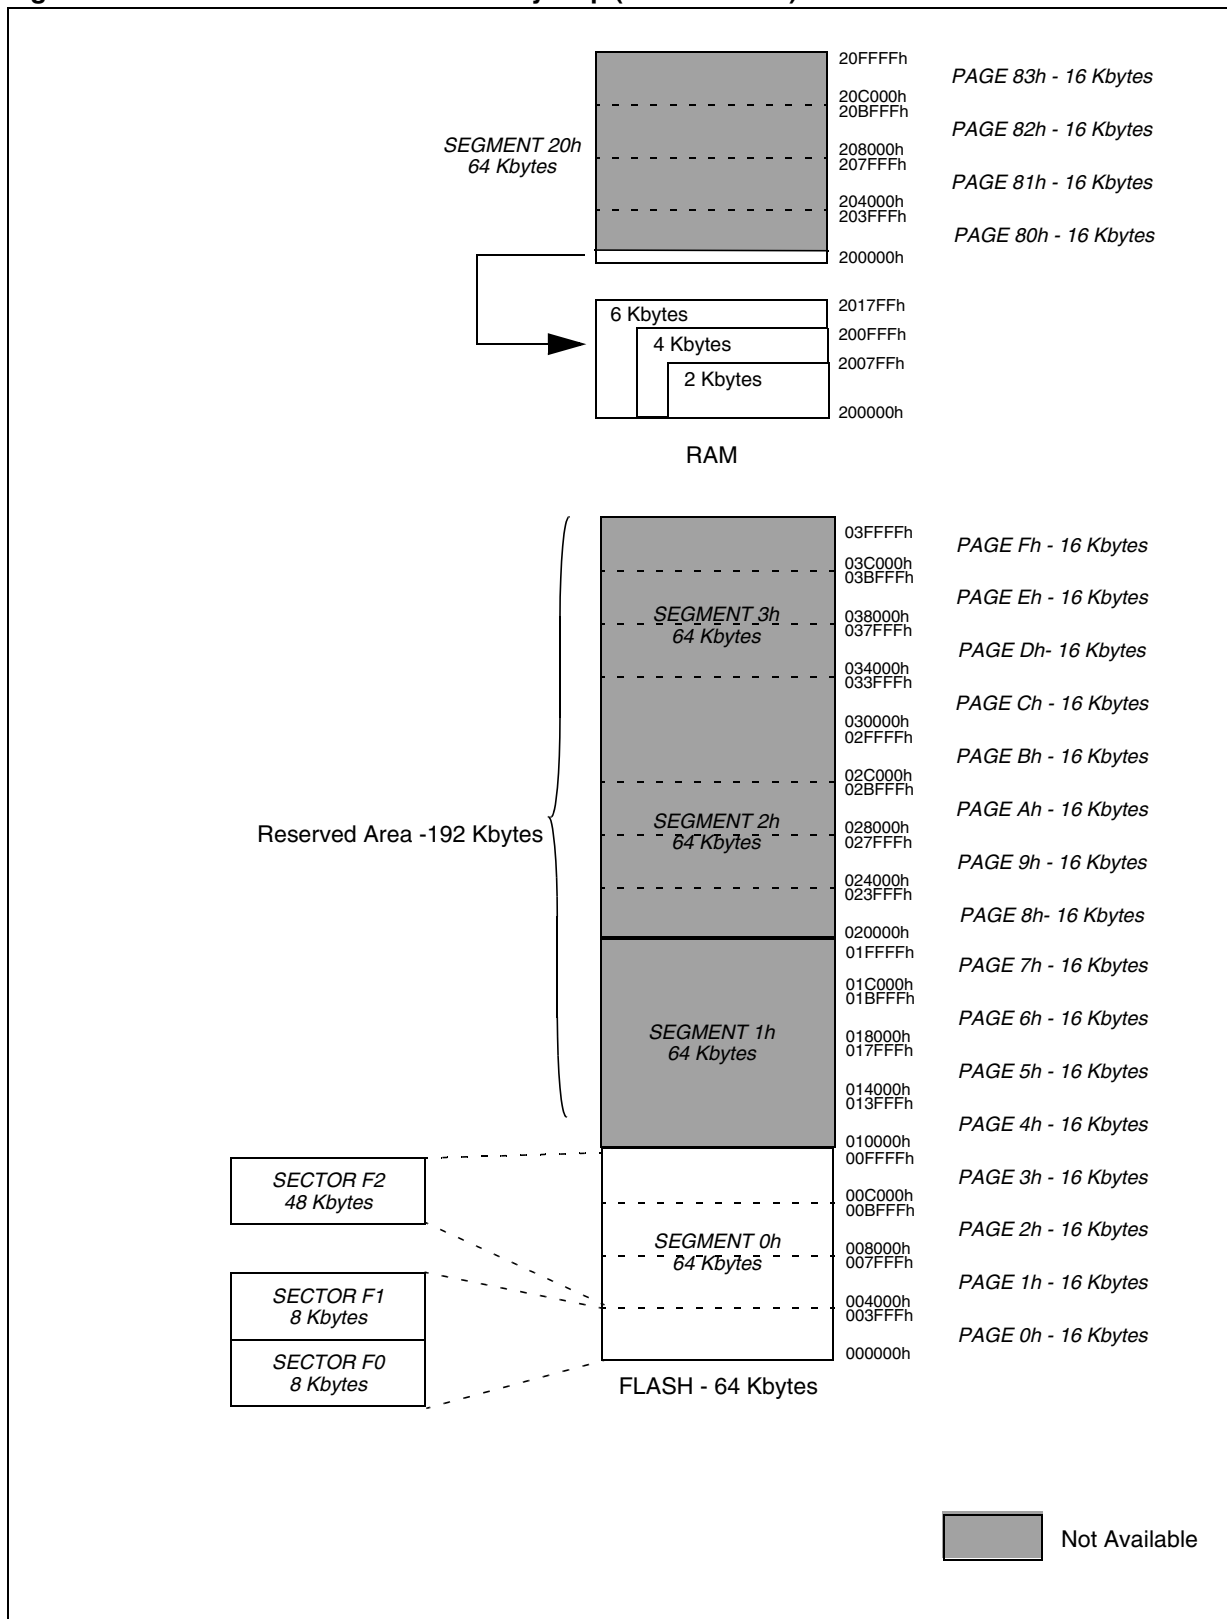 20FFFFh
PAGE 83h - 16 Kbytes
20C000h
20BFFFh
PAGE 82h - 16 Kbytes
SEGMENT 20h
64 Kbytes
208000h
207FFFh
PAGE 81h - 16 Kbytes
204000h
203FFFh
PAGE 80h - 16 Kbytes
200000h
6 Kbytes
2017FFh
4 Kbytes
200FFFh
2 Kbytes
2007FFh
200000h
RAM
03FFFFh
PAGE Fh - 16 Kbytes
03C000h
03BFFFh
PAGE Eh - 16 Kbytes
SEGMENT 3h
64 Kbytes
038000h
037FFFh
PAGE Dh- 16 Kbytes
034000h
033FFFh
PAGE Ch - 16 Kbytes
030000h
02FFFFh
PAGE Bh - 16 Kbytes
02C000h
02BFFFh
PAGE Ah - 16 Kbytes
Reserved Area -192 Kbytes
SEGMENT 2h
64 Kbytes
028000h
027FFFh
PAGE 9h - 16 Kbytes
024000h
023FFFh
PAGE 8h- 16 Kbytes
020000h
01FFFFh
PAGE 7h - 16 Kbytes
01C000h
01BFFFh
PAGE 6h - 16 Kbytes
SEGMENT 1h
64 Kbytes
018000h
017FFFh
PAGE 5h - 16 Kbytes
014000h
013FFFh
PAGE 4h - 16 Kbytes
010000h
00FFFFh
PAGE 3h - 16 Kbytes
SECTOR F2
48 Kbytes
00C000h
00BFFFh
PAGE 2h - 16 Kbytes
SEGMENT 0h
64 Kbytes
008000h
007FFFh
PAGE 1h - 16 Kbytes
SECTOR F1
8 Kbytes
004000h
003FFFh
PAGE 0h - 16 Kbytes
SECTOR F0
8 Kbytes
000000h
FLASH - 64 Kbytes
Not Available